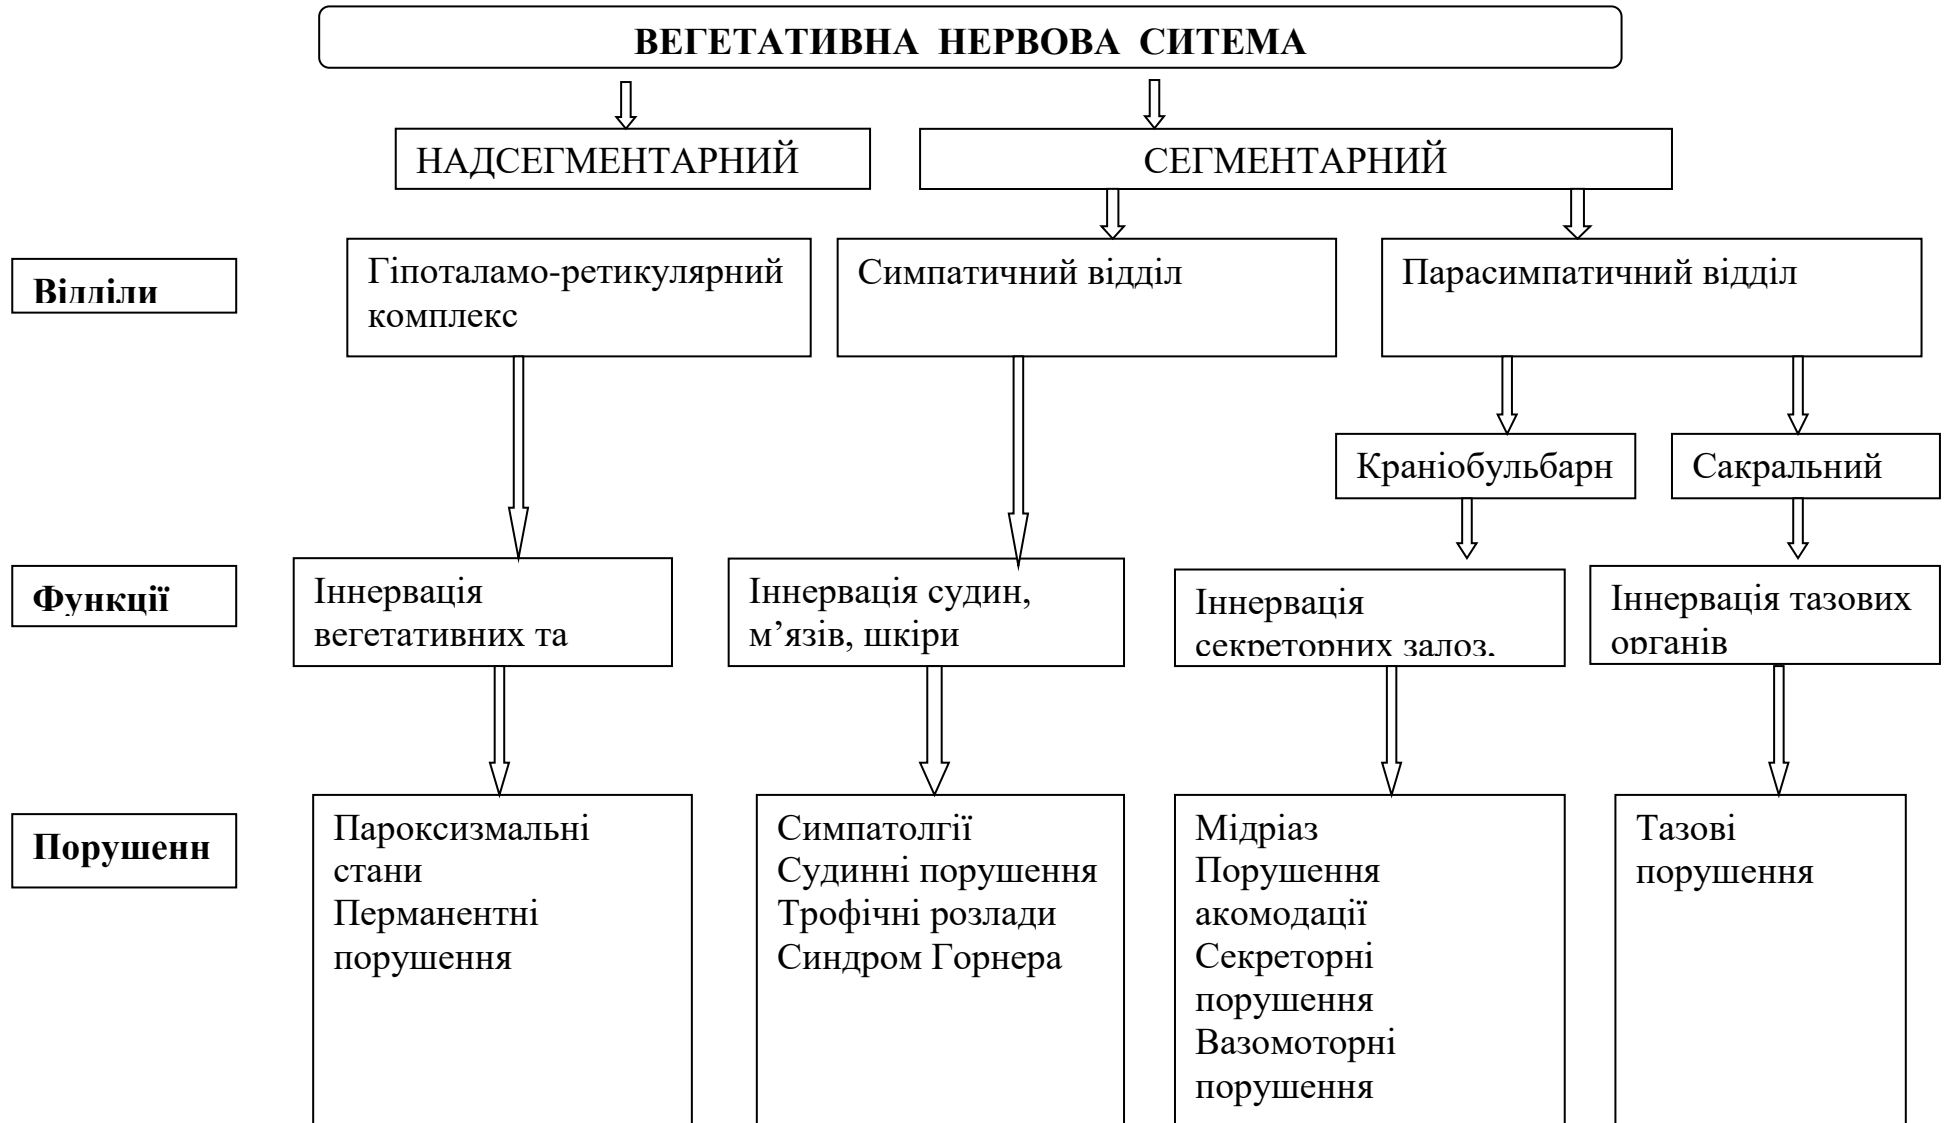 ВЕГЕТАТИВНА НЕРВОВА СИТЕМА
НАДСЕГМЕНТАРНИЙ
СЕГМЕНТАРНИЙ
Відділи
Гіпоталамо-ретикулярний
комплекс
Симпатичний відділ
Парасимпатичний відділ
Краніобульбарн
Сакральний
Функції
Іннервація
вегетативних та
Іннервація судин,
м’язів, шкіри
Іннервація
секреторних залоз,
Іннервація тазових
органів
Порушенн
Пароксизмальні
стани
Перманентні
порушення
Симпатолгії
Судинні порушення
Трофічні розлади
Синдром Горнера
Мідріаз
Порушення
акомодації
Секреторні
порушення
Вазомоторні
порушення
Тазові
порушення